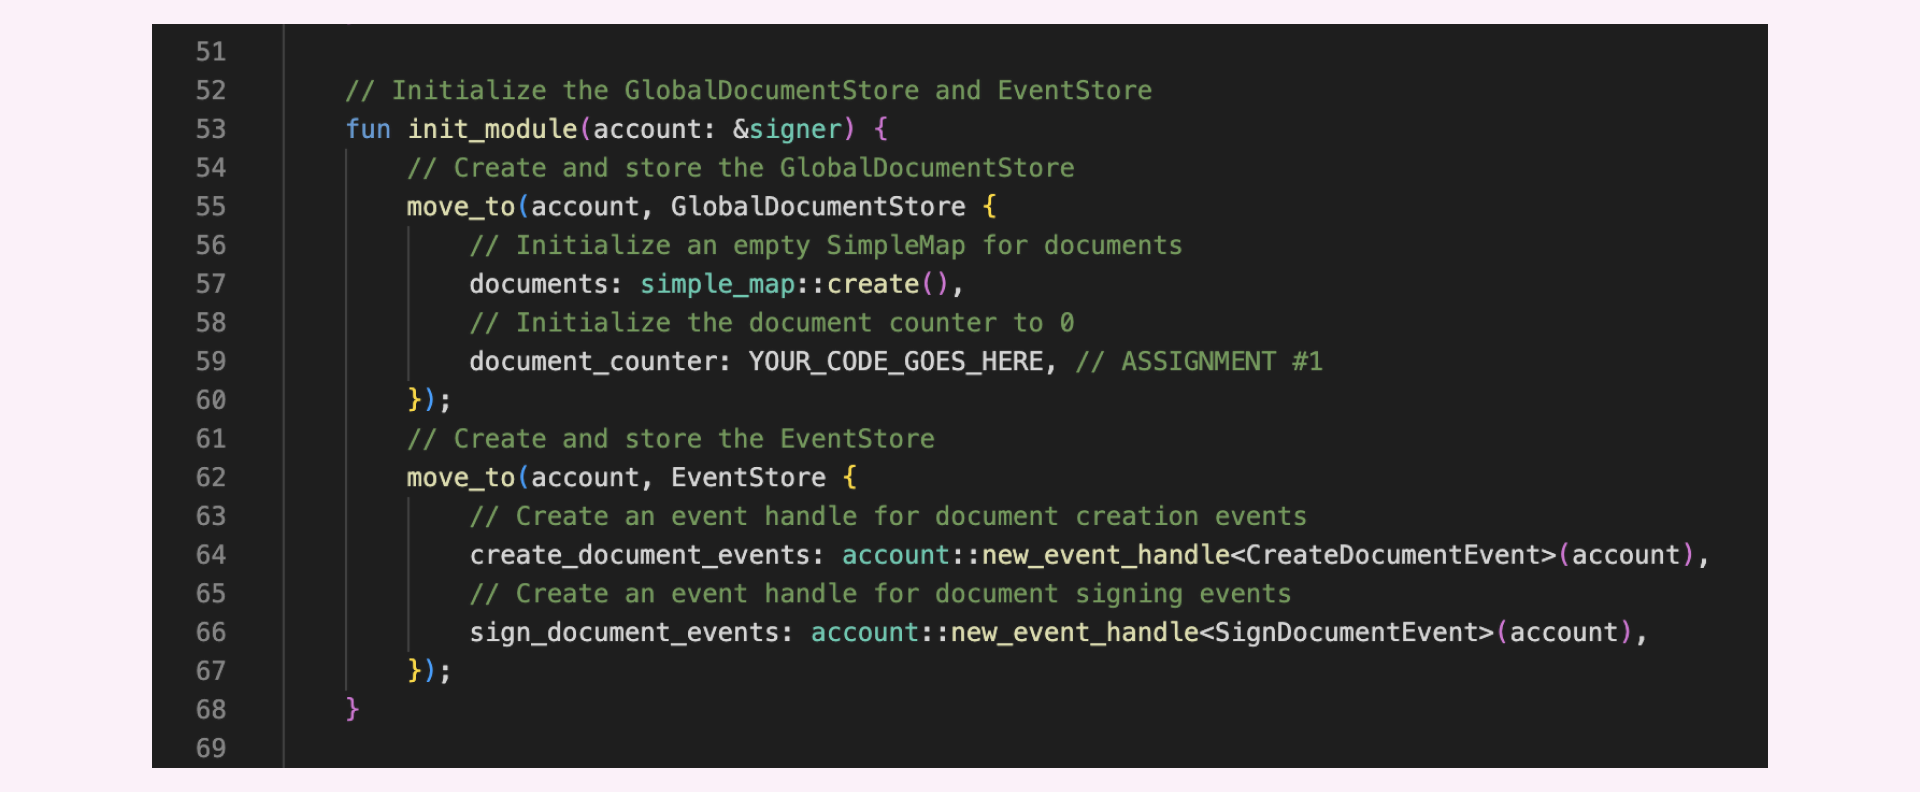 51
52 // Initialize the GlobalDocumentStore and EventStore
53 fun init_module(account: &signer) {
54 // Create and store the GlobalDocumentStore
55 move_to(account, GlobalDocumentStore {
56 // Initialize an empty SimpleMap for documents
57 documents: simple_map::create(),
58 // Initialize the document counter to 0
59 document_counter: YOUR_CODE_GOES_HERE, // ASSIGNMENT #1
60 });
61 // Create and store the EventStore
62 move_to(account, EventStore {
63 // Create an event handle for document creation events
64 create_document_events: account::new_event_handle<CreateDocumentEvent>(account),
65 // Create an event handle for document signing events
66 sign_document_events: account::new_event_handle<SignDocumentEvent>(account),
67 });
68 }
69